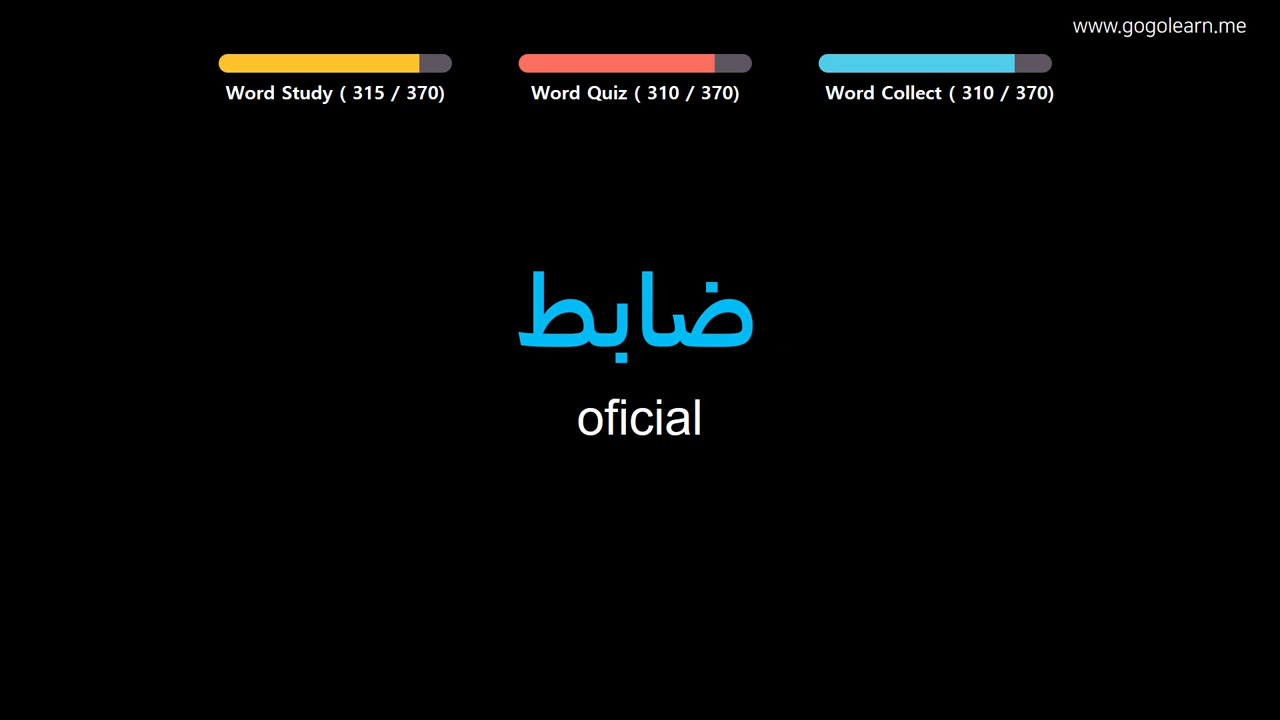 www.gogolearn.me
Word Study ( 315 / 370)
Word Quiz ( 310 / 370)
Word Collect ( 310 / 370)
ضابط
oficial